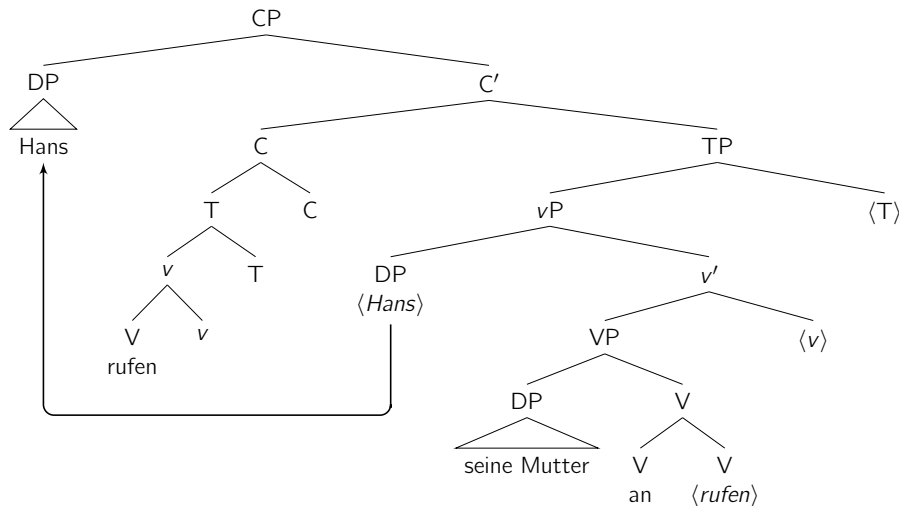 CP
DP C′
Hans C TP
T C vP ⟨T⟩
v T DP v′
⟨Hans⟩
V v VP ⟨v⟩
rufen
DP V
seine Mutter V V
an ⟨rufen⟩